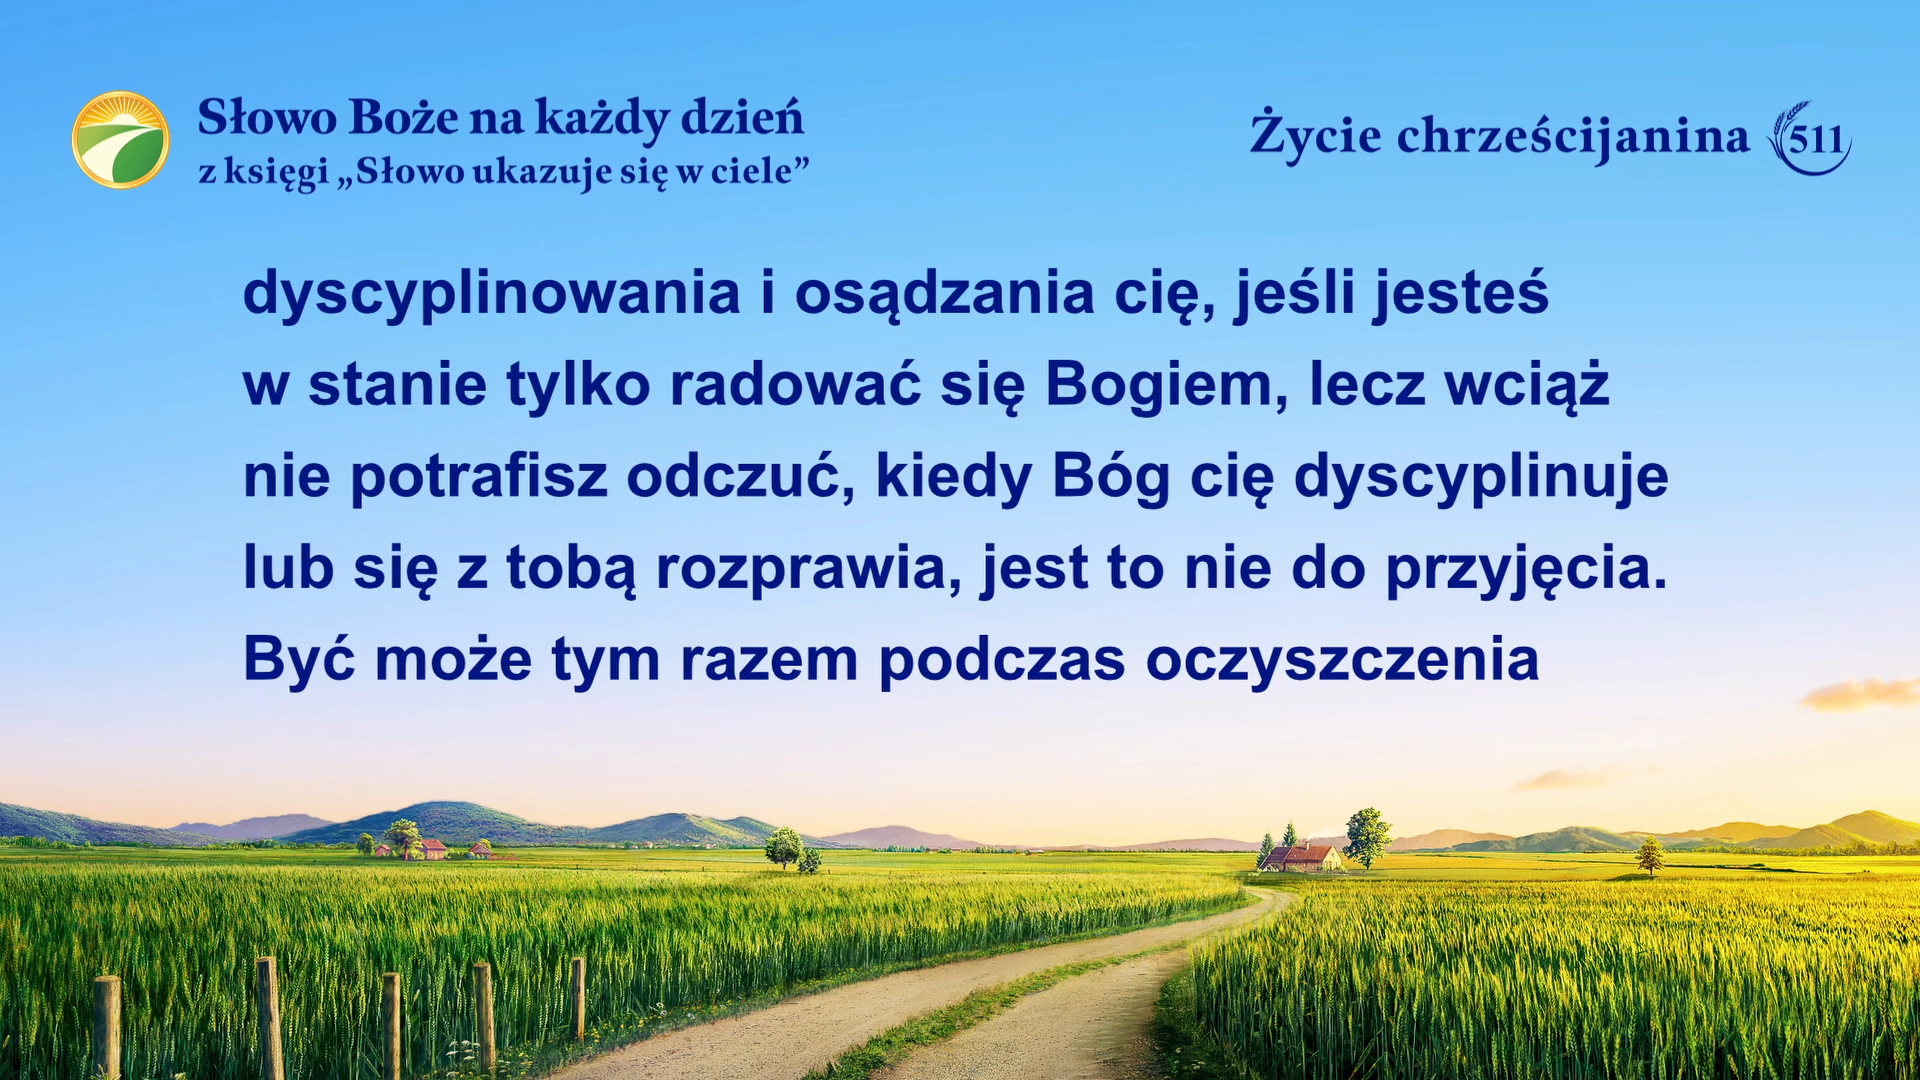 Słowo Boże na każdy dzień
z księgi „Słowo ukazuje się w ciele”
Życie chrześcijanina 511
dyscyplinowania i osądzania cię, jeśli jesteś
w stanie tylko radować się Bogiem, lecz wciąż
nie potrafisz odczuć, kiedy Bóg cię dyscyplinuje
lub się z tobą rozprawia, jest to nie do przyjęcia.
Być może tym razem podczas oczyszczenia